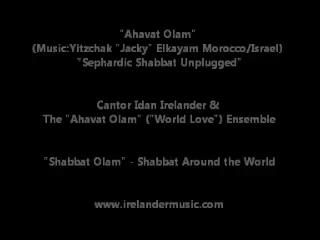 "Ahavat Olam"
(Music:Yitzchak "Jacky" Elkayam Morocco/Israel)
"Sephardic Shabbat Unplugged"
Cantor Idan Irelander &
The "Ahavat Olam" ("World Love") Ensemble
"Shabbat Olam" - Shabbat Around the World
www.irelandermusic.com